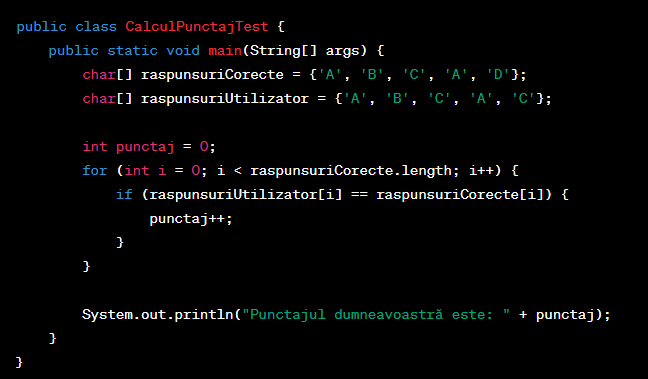 public class CalculPunctajTest {
    public static void main(String[] args) {
        char[] raspunsuriCorecte = {'A', 'B', 'C', 'A', 'D'};
        char[] raspunsuriUtilizator = {'A', 'B', 'C', 'A', 'C'};

        int punctaj = 0;
        for (int i = 0; i < raspunsuriCorecte.length; i++) {
            if (raspunsuriUtilizator[i] == raspunsuriCorecte[i]) {
                punctaj++;
            }
        }

        System.out.println("Punctajul dumneavoastră este: " + punctaj);
    }
}